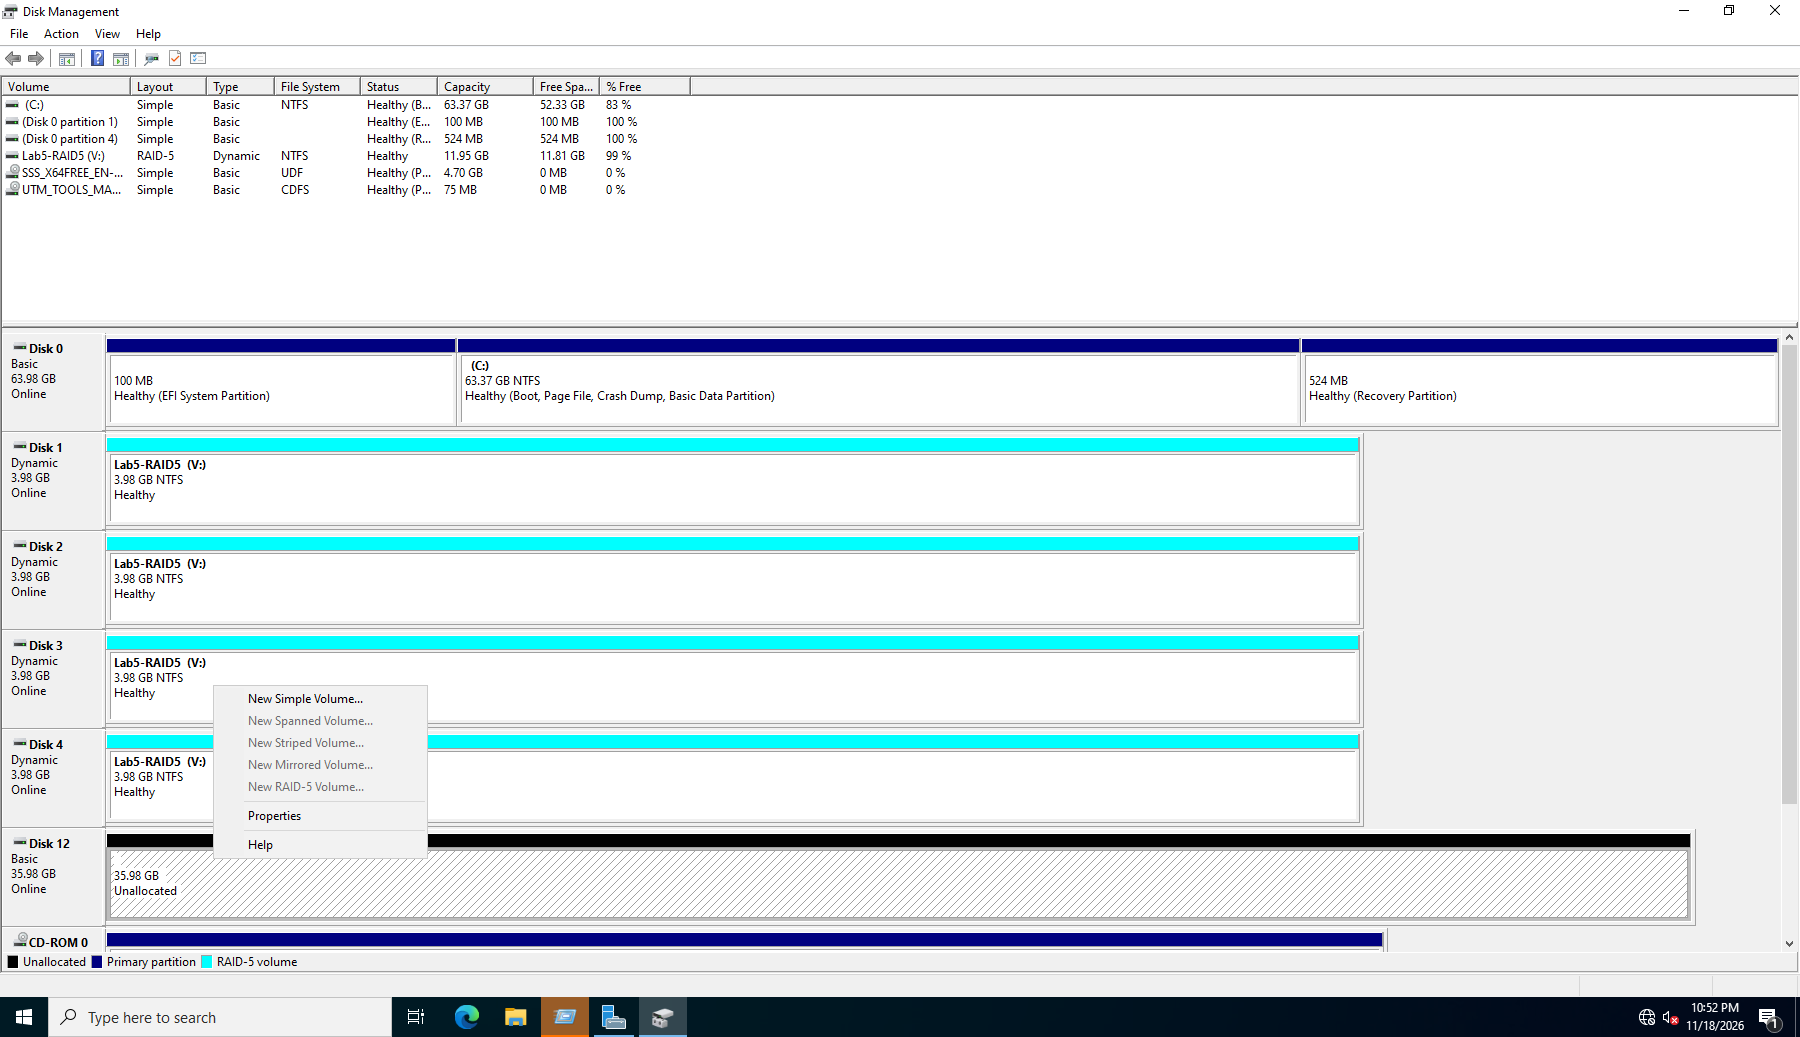 Disk Management
File Action View Help
Volume Layout Type File System Status Capacity Free Spa... % Free
(C:) Simple Basic NTFS Healthy (B... 63.37 GB 52.33 GB 83 %
(Disk 0 partition 1) Simple Basic Healthy (E... 100 MB 100 MB 100 %
(Disk 0 partition 4) Simple Basic Healthy (R... 524 MB 524 MB 100 %
Lab5-RAID5 (V:) RAID-5 Dynamic NTFS Healthy 11.95 GB 11.81 GB 99 %
SSS_X64FREE_EN-... Simple Basic UDF Healthy (P... 4.70 GB 0 MB 0 %
UTM_TOOLS_MA... Simple Basic CDFS Healthy (P... 75 MB 0 MB 0 %
Disk 0
Basic
63.98 GB
Online
100 MB
Healthy (EFI System Partition)
(C:)
63.37 GB NTFS
Healthy (Boot, Page File, Crash Dump, Basic Data Partition)
524 MB
Healthy (Recovery Partition)
Disk 1
Dynamic
3.98 GB
Online
Lab5-RAID5 (V:)
3.98 GB NTFS
Healthy
Disk 2
Dynamic
3.98 GB
Online
Lab5-RAID5 (V:)
3.98 GB NTFS
Healthy
Disk 3
Dynamic
3.98 GB
Online
Lab5-RAID5 (V:)
3.98 GB NTFS
Healthy
New Simple Volume...
New Spanned Volume...
New Striped Volume...
New Mirrored Volume...
New RAID-5 Volume...
Properties
Help
Disk 4
Dynamic
3.98 GB
Online
Lab5-RAID5 (V:)
3.98 GB NTFS
Healthy
Disk 12
Basic
35.98 GB
Online
35.98 GB
Unallocated
CD-ROM 0
Unallocated Primary partition RAID-5 volume
Type here to search
10:52 PM
11/18/2026
1